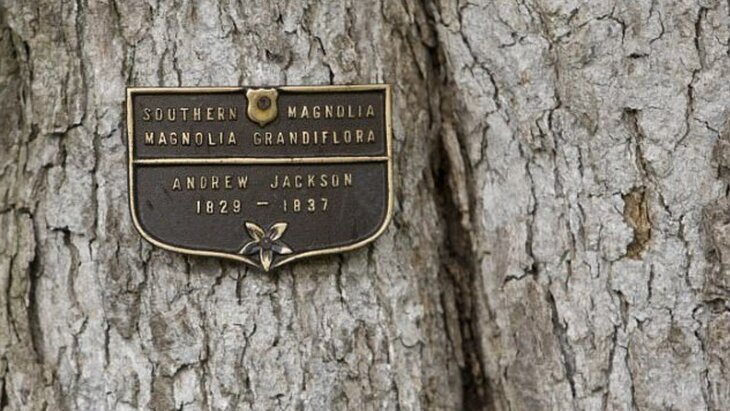 SOUTHERN MAGNOLIA
MAGNOLIA GRANDIFLORA
ANDREW JACKSON
1829 - 1837